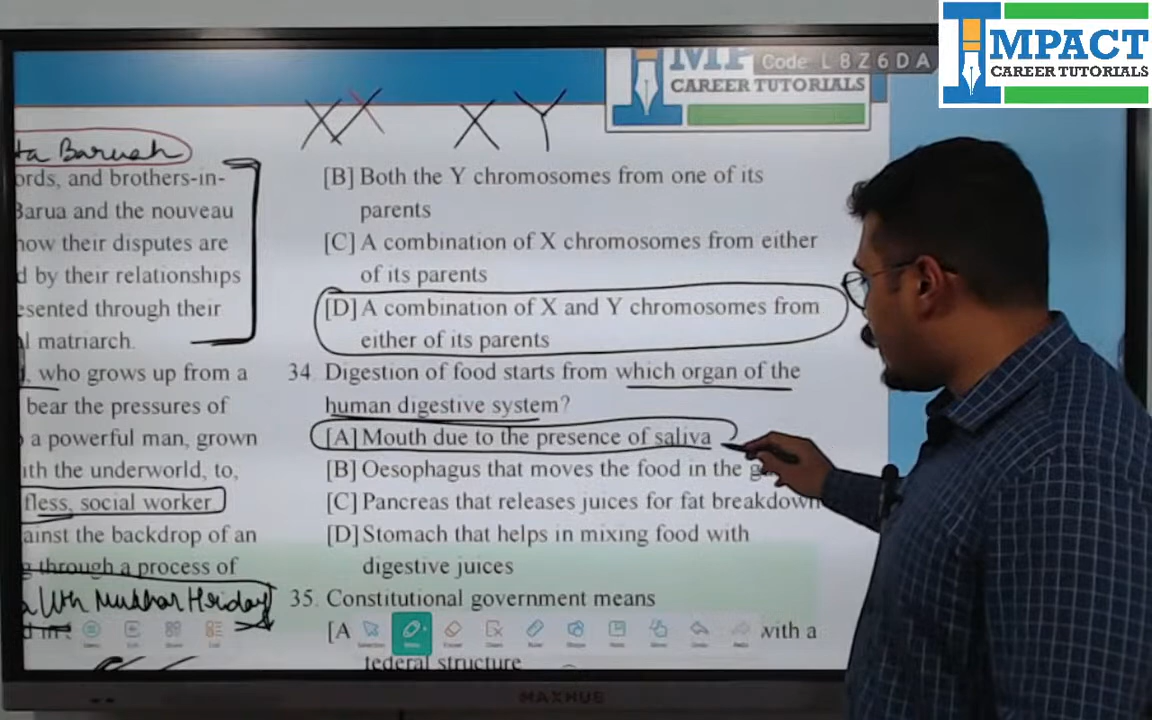 IMPACT
CAREER TUTORIALS
Code: L8Z6DA
CAREER TUTORIALS
XX XY
ta Baruah
ords, and brothers-in-
Barua and the nouveau
how their disputes are
d by their relationships
esented through their
l matriarch.
, who grows up from a
bear the pressures of
a powerful man, grown
ith the underworld, to,
fless, social worker
ainst the backdrop of an
g through a process of
[B] Both the Y chromosomes from one of its
parents
[C] A combination of X chromosomes from either
of its parents
[D] A combination of X and Y chromosomes from
either of its parents
34. Digestion of food starts from which organ of the
human digestive system?
[A] Mouth due to the presence of saliva
[B] Oesophagus that moves the food in the g
[C] Pancreas that releases juices for fat breakdown
[D] Stomach that helps in mixing food with
digestive juices
35. Constitutional government means
[A with a
federal structure
MAXHUB